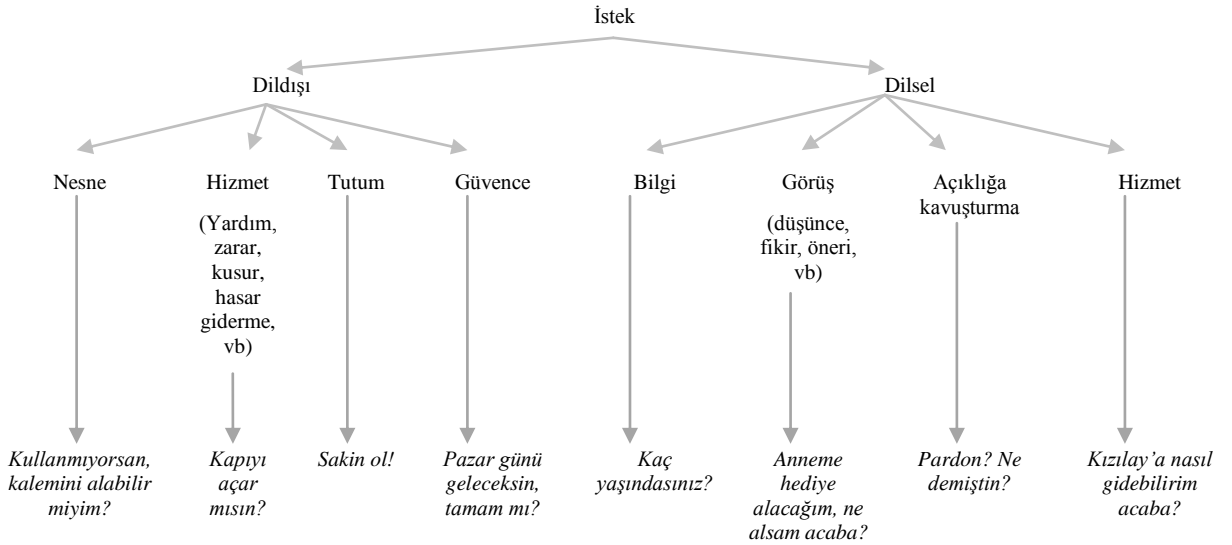 İstek
Dildışı
Dilsel
Nesne
Hizmet
(Yardım,
zarar,
kusur,
hasar
giderme,
vb)
Tutum
Güvence
Bilgi
Görüş
(düşünce,
fikir, öneri,
vb)
Açıklığa
kavuşturma
Hizmet
Kullanmıyorsan,
kalemini alabilir
miyim?
Kapıyı
açar
mısın?
Sakin ol!
Pazar günü
geleceksin,
tamam mı?
Kaç
yaşındasınız?
Anneme
hediye
alacağım, ne
alsam acaba?
Pardon? Ne
demiştin?
Kızılay’a nasıl
gidebilirim
acaba?